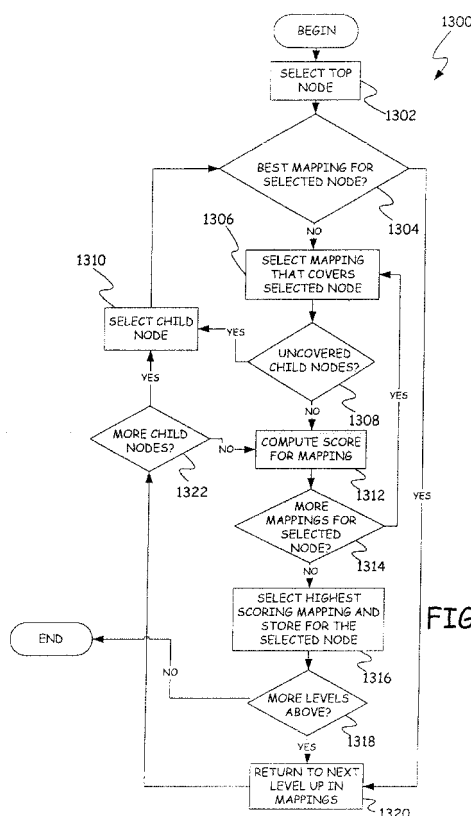 BEGIN
1300
SELECT TOP
NODE
1302
BEST MAPPING FOR
SELECTED NODE?
1304
NO
1306
SELECT MAPPING
THAT COVERS
SELECTED NODE
1310
SELECT CHILD
NODE
YES
UNCOVERED
CHILD NODES?
YES
1308
YES
NO
MORE CHILD
NODES?
NO
COMPUTE SCORE
FOR MAPPING
1322
1312
YES
MORE
MAPPINGS FOR
SELECTED
NODE?
1314
NO
SELECT HIGHEST
SCORING MAPPING AND
STORE FOR THE
SELECTED NODE
FIG
1316
END
NO
MORE LEVELS
ABOVE?
1318
YES
RETURN TO NEXT
LEVEL UP IN
MAPPINGS
1320